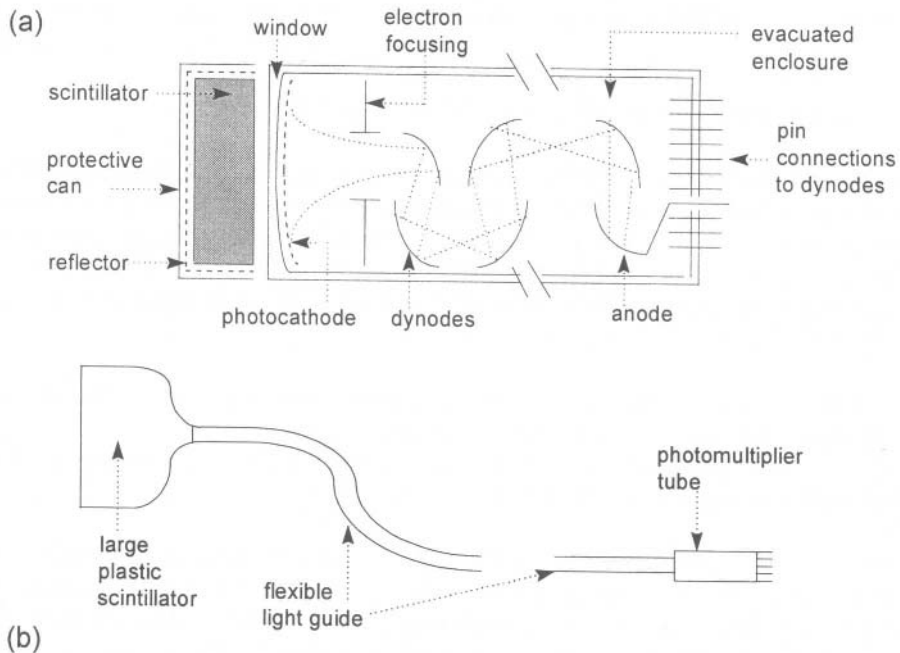 (a)
window
electron
focusing
evacuated
enclosure
scintillator
protective
can
pin
connections
to dynodes
reflector
photocathode
dynodes
anode
photomultiplier
tube
large
plastic
scintillator
flexible
light guide
(b)